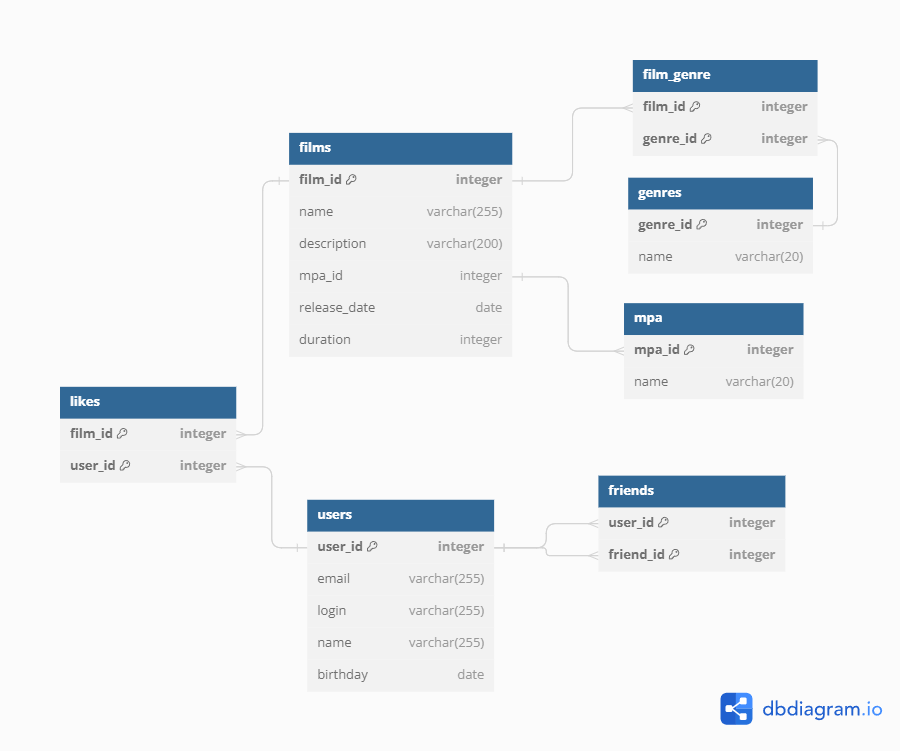 film_genre
film_id integer
genre_id integer
films
film_id integer
name varchar(255)
description varchar(200)
mpa_id integer
release_date date
duration integer
genres
genre_id integer
name varchar(20)
mpa
mpa_id integer
name varchar(20)
likes
film_id integer
user_id integer
users
user_id integer
email varchar(255)
login varchar(255)
name varchar(255)
birthday date
friends
user_id integer
friend_id integer
dbdiagram.io